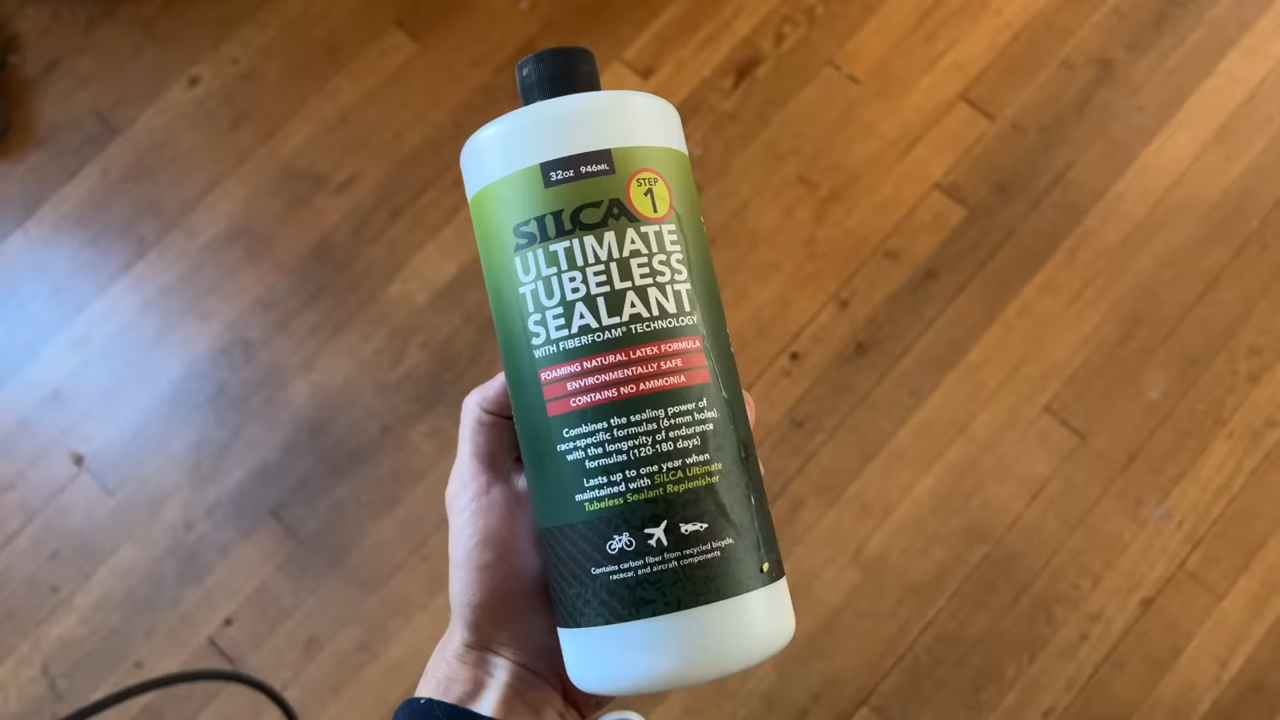 32oz 946ML
STEP
1
SILCA
ULTIMATE
TUBELESS
SEALANT
WITH FIBERFOAM® TECHNOLOGY
FOAMING NATURAL LATEX FORMULA
ENVIRONMENTALLY SAFE
CONTAINS NO AMMONIA
Combines the sealing power of
race-specific formulas (6+mm holes)
with the longevity of endurance
formulas (120-180 days)
Lasts up to one year when
maintained with SILCA Ultimate
Tubeless Sealant Replenisher
Contains carbon fiber from recycled bicycle,
racecar, and aircraft components